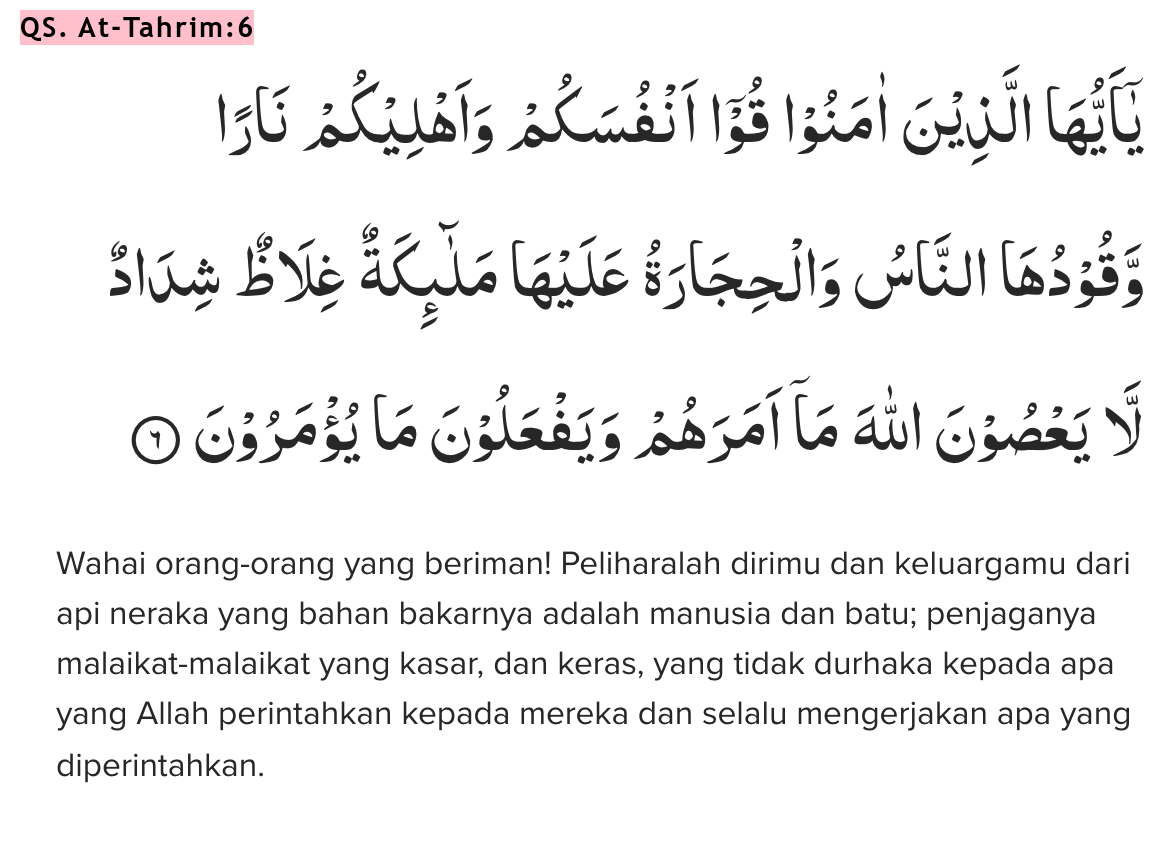 QS. At-Tahrim:6
يٰٓاَيُّهَا الَّذِيْنَ اٰمَنُوْا قُوْٓا اَنْفُسَكُمْ وَاَهْلِيْكُمْ نَارًا
وَّقُوْدُهَا النَّاسُ وَالْحِجَارَةُ عَلَيْهَا مَلٰۤىِٕكَةٌ غِلَاظٌ شِدَادٌ
لَّا يَعْصُوْنَ اللّٰهَ مَآ اَمَرَهُمْ وَيَفْعَلُوْنَ مَا يُؤْمَرُوْنَ ٦
Wahai orang-orang yang beriman! Peliharalah dirimu dan keluargamu dari
api neraka yang bahan bakarnya adalah manusia dan batu; penjaganya
malaikat-malaikat yang kasar, dan keras, yang tidak durhaka kepada apa
yang Allah perintahkan kepada mereka dan selalu mengerjakan apa yang
diperintahkan.